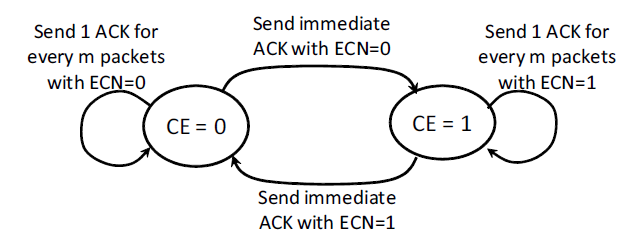 Send 1 ACK for
every m packets
with ECN=0
Send immediate
ACK with ECN=0
Send 1 ACK for
every m packets
with ECN=1
CE = 0
CE = 1
Send immediate
ACK with ECN=1